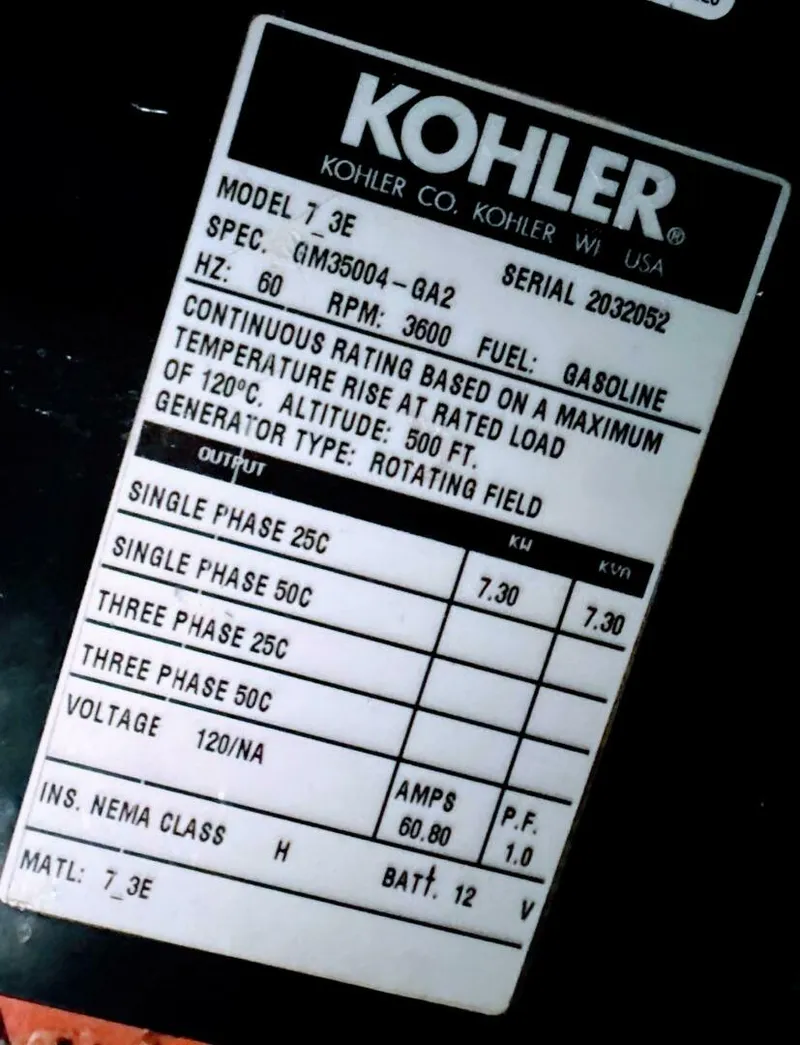 KOHLER®
KOHLER CO. KOHLER WI USA
MODEL 7_3E
SPEC. GM35004-GA2 SERIAL 2032052
HZ: 60 RPM: 3600 FUEL: GASOLINE
CONTINUOUS RATING BASED ON A MAXIMUM
TEMPERATURE RISE AT RATED LOAD
OF 120°C. ALTITUDE: 500 FT.
GENERATOR TYPE: ROTATING FIELD
OUTPUT KW KVA
SINGLE PHASE 25C 7.30 7.30
SINGLE PHASE 50C
THREE PHASE 25C
THREE PHASE 50C
VOLTAGE 120/NA AMPS 60.80 P.F. 1.0
INS. NEMA CLASS H BATT. 12 V
MATL: 7_3E